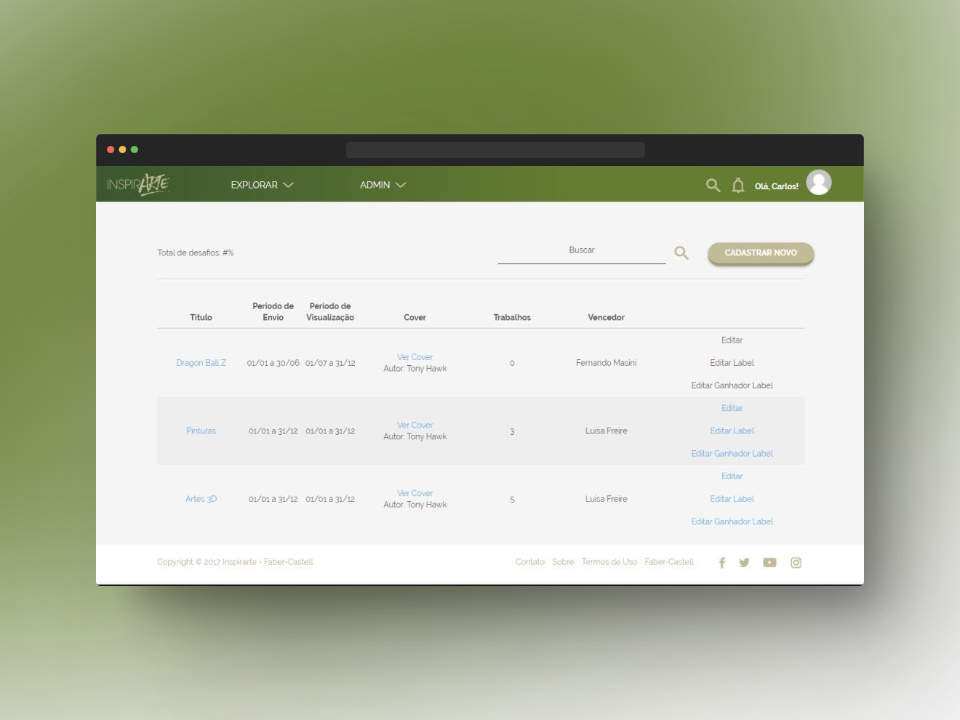 INSPIRARTE
EXPLORAR
ADMIN
Olá, Carlos!
Total de desafios: #%
Buscar
CADASTRAR NOVO
Título
Período de Envio
Período de Visualização
Cover
Trabalhos
Vencedor
Dragon Ball Z
01/01 a 30/06
01/07 a 31/12
Ver Cover
Autor: Tony Hawk
0
Fernando Masini
Editar
Editar Label
Editar Ganhador Label
Pinturas
01/01 a 31/12
01/01 a 31/12
Ver Cover
Autor: Tony Hawk
3
Luisa Freire
Editar
Editar Label
Editar Ganhador Label
Artes 3D
01/01 a 31/12
01/01 a 31/12
Ver Cover
Autor: Tony Hawk
5
Luisa Freire
Editar
Editar Label
Editar Ganhador Label
Copyright © 2017 Inspirarte - Faber-Castell
Contato
Sobre
Termos de Uso
Faber-Castell